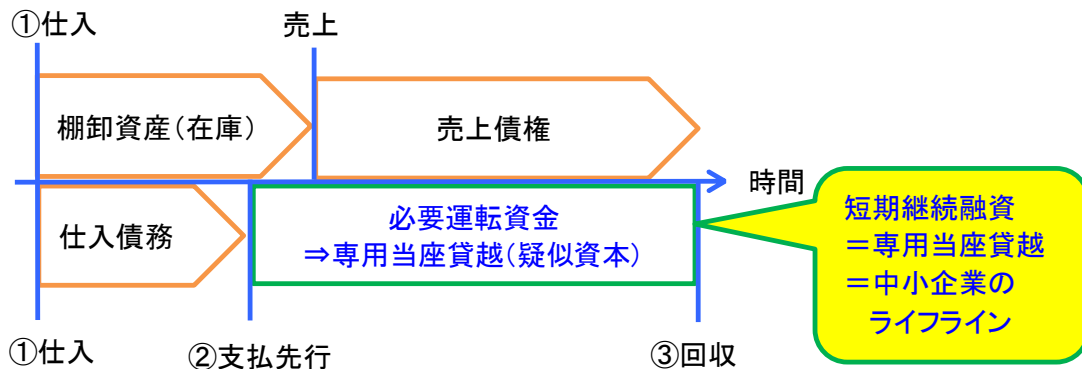 ①仕入
売上
棚卸資産(在庫)
売上債権
時間
仕入債務
必要運転資金
⇒専用当座貸越(疑似資本)
短期継続融資
=専用当座貸越
=中小企業の
ライフライン
①仕入
②支払先行
③回収